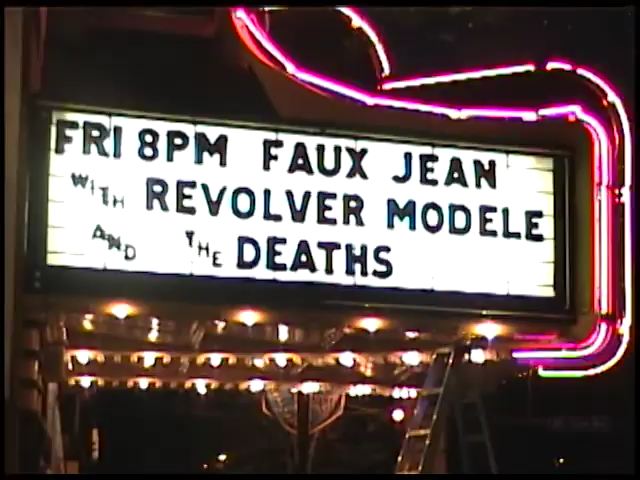 FRI 8PM FAUX JEAN
WITH REVOLVER MODELE
AND THE DEATHS